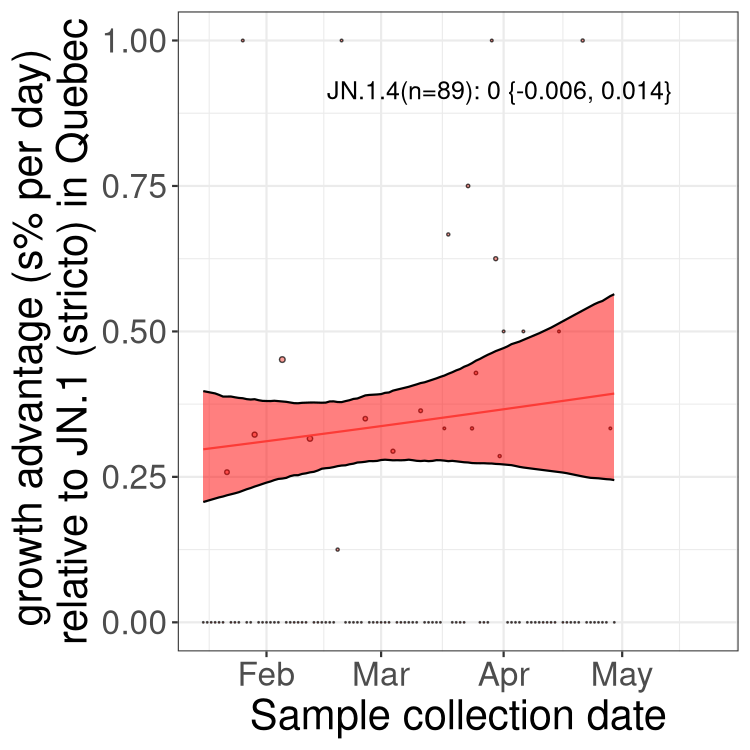 growth advantage (s% per day)
relative to JN.1 (stricto) in Quebec
1.00
0.75
0.50
0.25
0.00
JN.1.4(n=89): 0 {-0.006, 0.014}
Feb Mar Apr May
Sample collection date